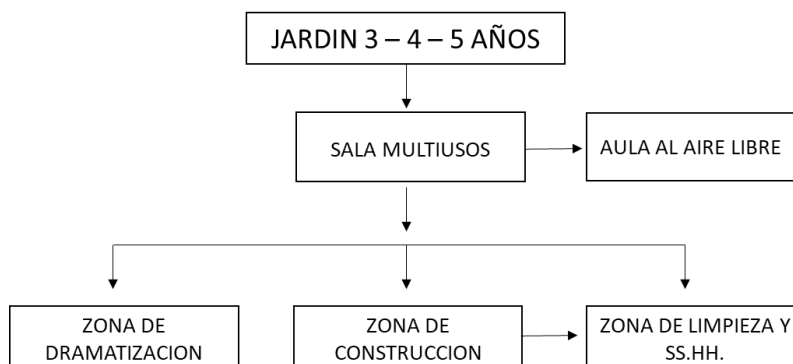 JARDIN 3 – 4 – 5 AÑOS
SALA MULTIUSOS
AULA AL AIRE LIBRE
ZONA DE
DRAMATIZACION
ZONA DE
CONSTRUCCION
ZONA DE LIMPIEZA Y
SS.HH.